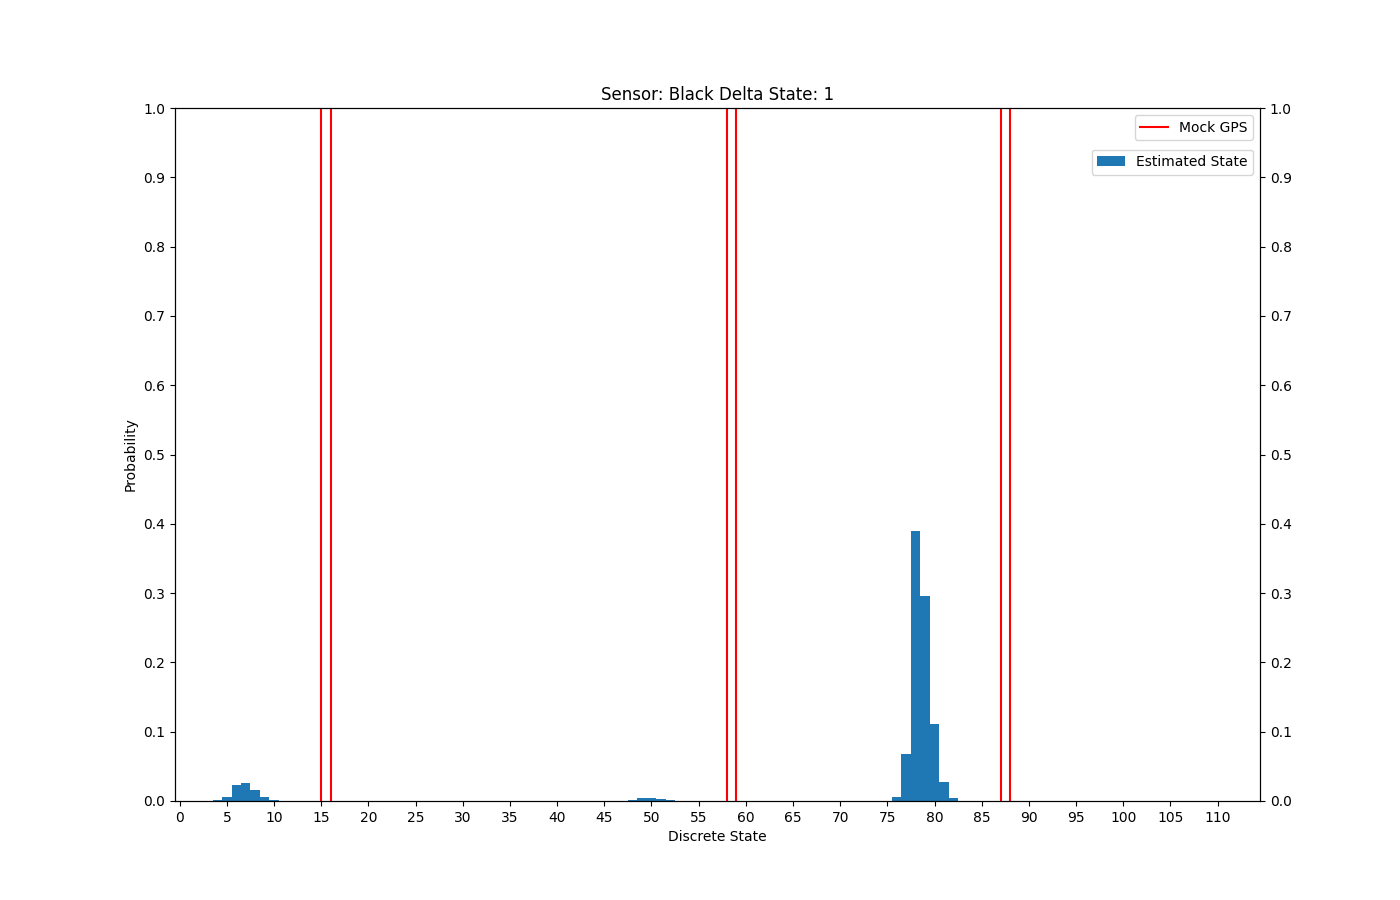 Sensor: Black Delta State: 1
1.0 1.0
Mock GPS
Estimated State
0.9 0.9
0.8 0.8
0.7 0.7
0.6 0.6
0.5 0.5
Probability
0.4 0.4
0.3 0.3
0.2 0.2
0.1 0.1
0.0 0.0
0 5 10 15 20 25 30 35 40 45 50 55 60 65 70 75 80 85 90 95 100 105 110
Discrete State